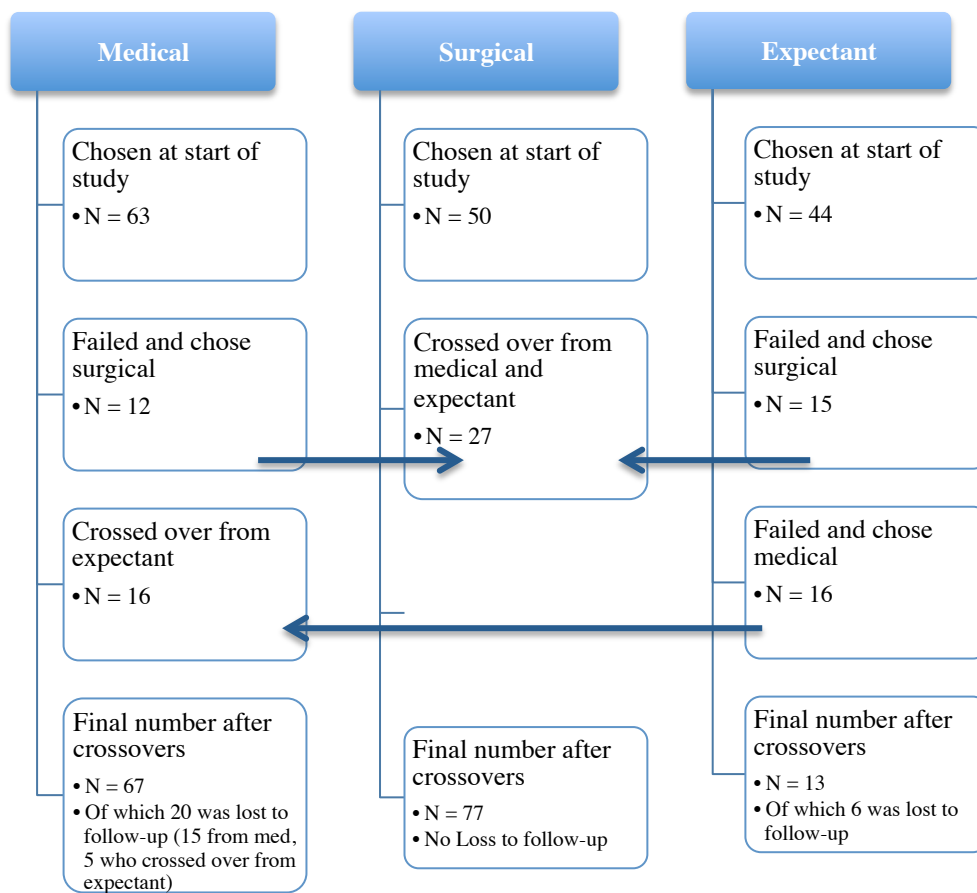 Medical
Chosen at start of
study
• N = 63
Failed and chose
surgical
• N = 12
Crossed over from
expectant
• N = 16
Final number after
crossovers
• N = 67
• Of which 20 was lost to
follow-up (15 from med,
5 who crossed over from
expectant)
Surgical
Chosen at start of
study
• N = 50
Crossed over from
medical and
expectant
• N = 27
Final number after
crossovers
• N = 77
• No Loss to follow-up
Expectant
Chosen at start of
study
• N = 44
Failed and chose
surgical
• N = 15
Failed and chose
medical
• N = 16
Final number after
crossovers
• N = 13
• Of which 6 was lost to
follow-up